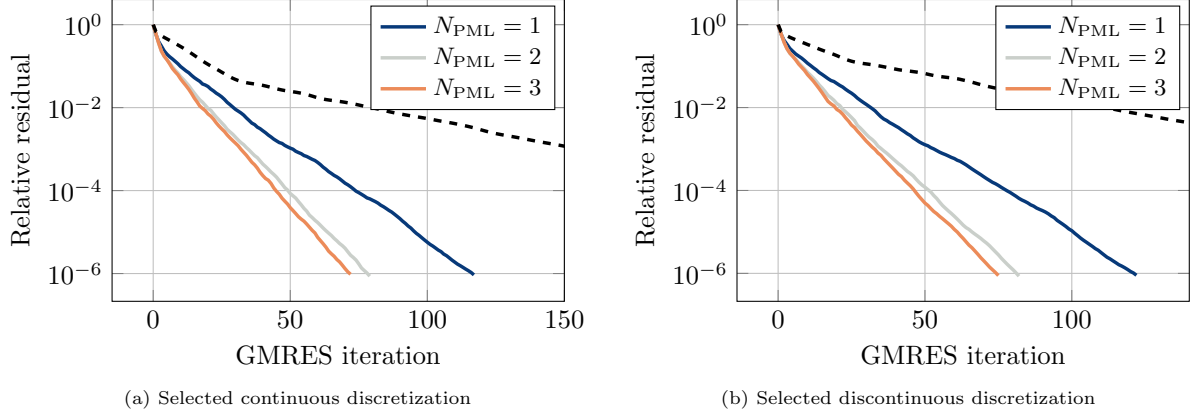 10^0
10^-2
10^-4
10^-6
Relative residual
0
50
100
150
GMRES iteration
N_PML = 1
N_PML = 2
N_PML = 3
(a) Selected continuous discretization
10^0
10^-2
10^-4
10^-6
Relative residual
0
50
100
GMRES iteration
N_PML = 1
N_PML = 2
N_PML = 3
(b) Selected discontinuous discretization